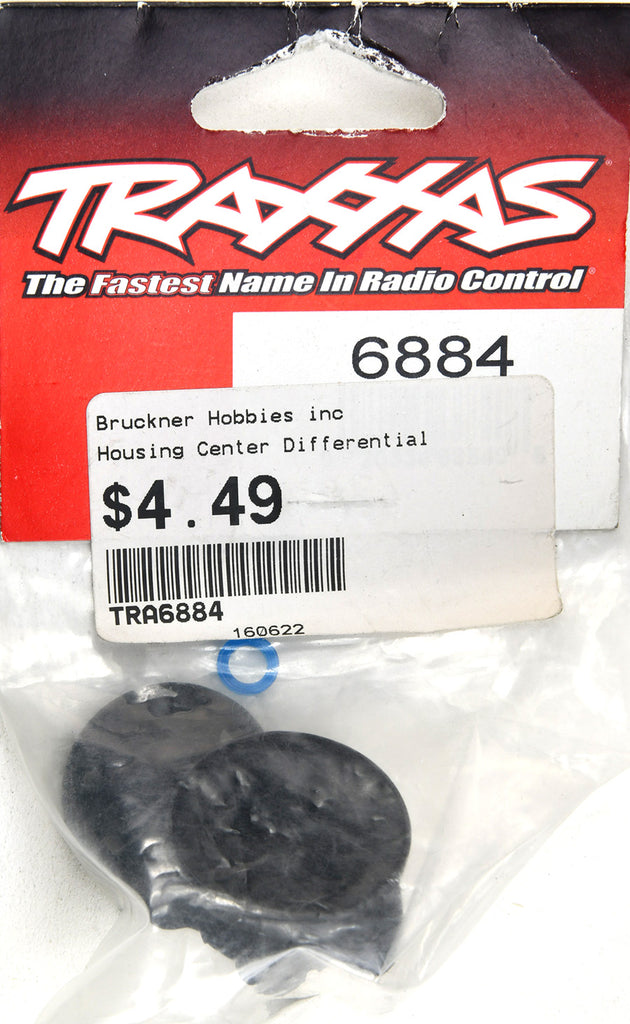 TRAXXAS®
The Fastest Name In Radio Control®
6884
Bruckner Hobbies inc
Housing Center Differential
$4.49
TRA6884
160622